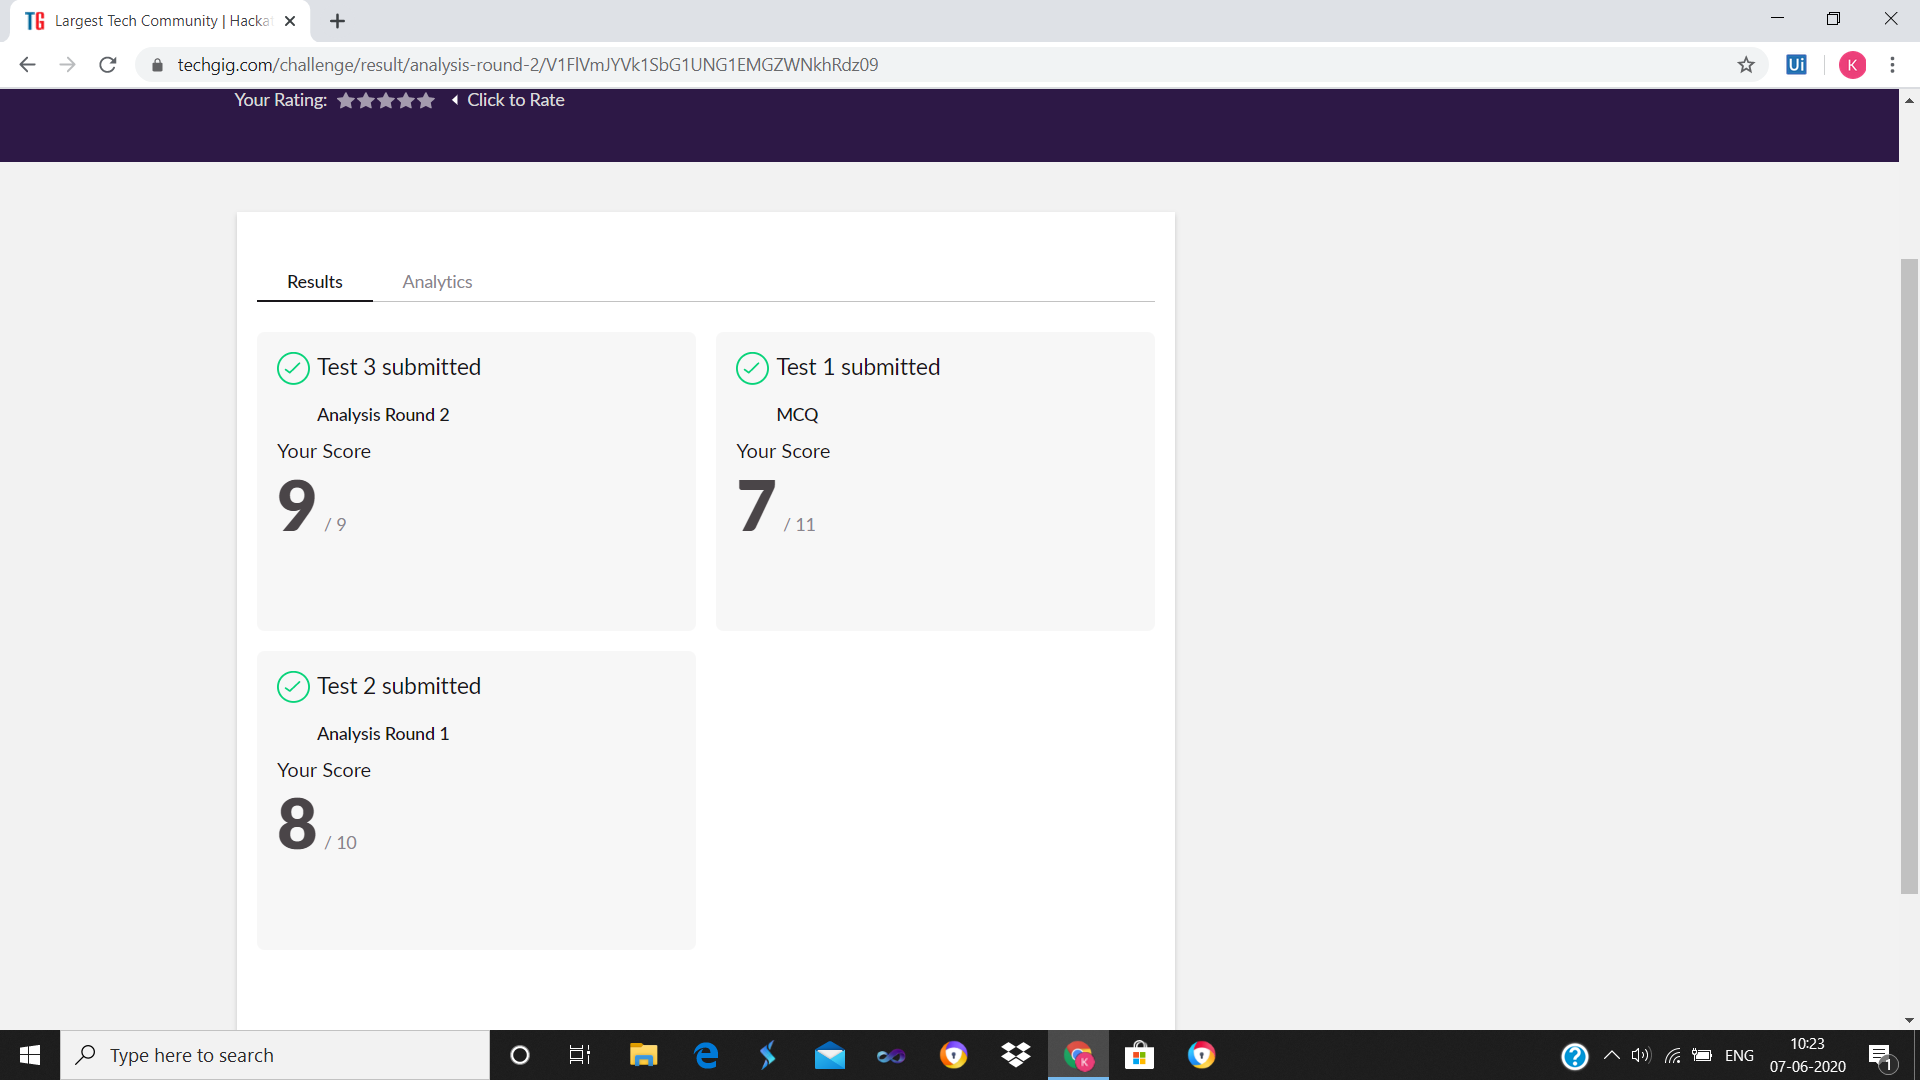 TG Largest Tech Community | Hacka
techgig.com/challenge/result/analysis-round-2/V1FlVmJYVk1SbG1UNG1EMGZWNkhRdz09
Ui
K
Your Rating: Click to Rate
Results Analytics
Test 3 submitted
Analysis Round 2
Your Score
9 / 9
Test 1 submitted
MCQ
Your Score
7 / 11
Test 2 submitted
Analysis Round 1
Your Score
8 / 10
Type here to search
K
ENG
10:23
07-06-2020
1